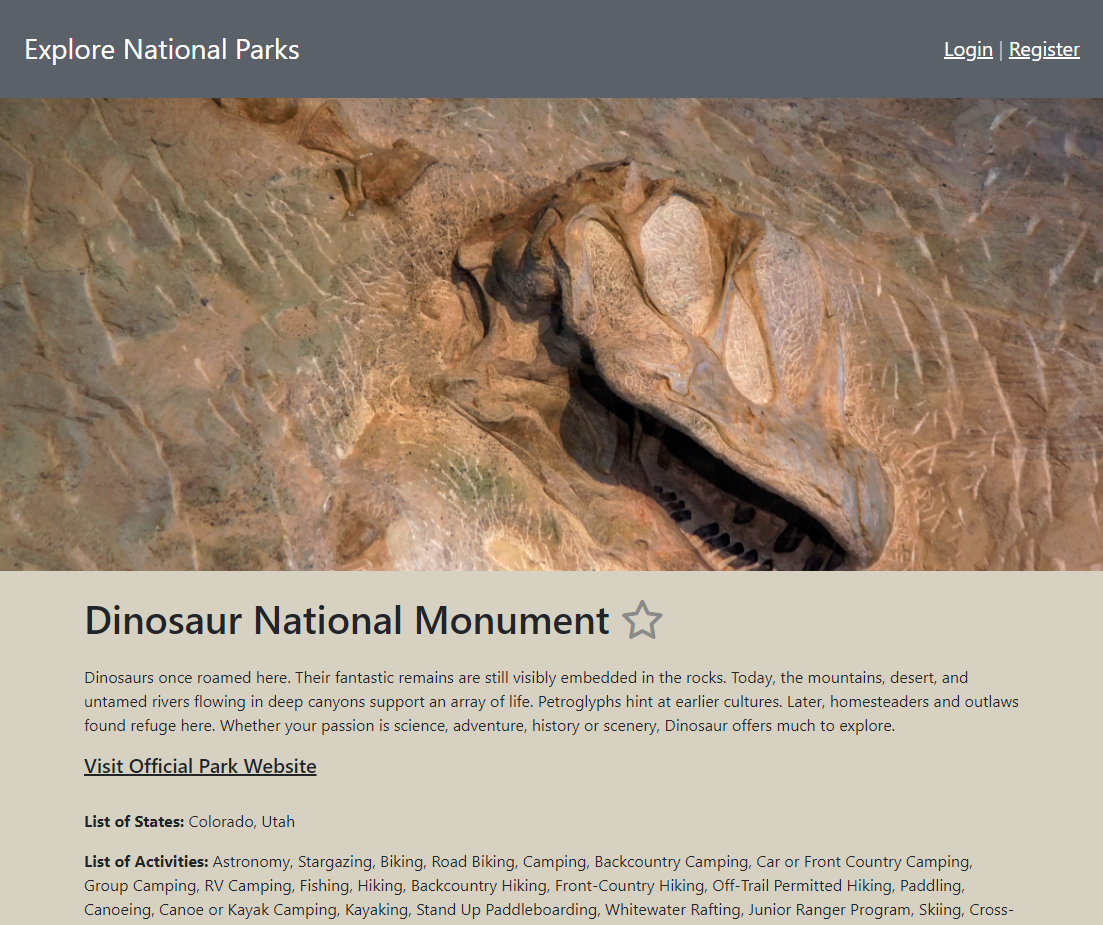 Explore National Parks
Login | Register
Dinosaur National Monument
Dinosaurs once roamed here. Their fantastic remains are still visibly embedded in the rocks. Today, the mountains, desert, and
untamed rivers flowing in deep canyons support an array of life. Petroglyphs hint at earlier cultures. Later, homesteaders and outlaws
found refuge here. Whether your passion is science, adventure, history or scenery, Dinosaur offers much to explore.
Visit Official Park Website
List of States: Colorado, Utah
List of Activities: Astronomy, Stargazing, Biking, Road Biking, Camping, Backcountry Camping, Car or Front Country Camping,
Group Camping, RV Camping, Fishing, Hiking, Backcountry Hiking, Front-Country Hiking, Off-Trail Permitted Hiking, Paddling,
Canoeing, Canoe or Kayak Camping, Kayaking, Stand Up Paddleboarding, Whitewater Rafting, Junior Ranger Program, Skiing, Cross-